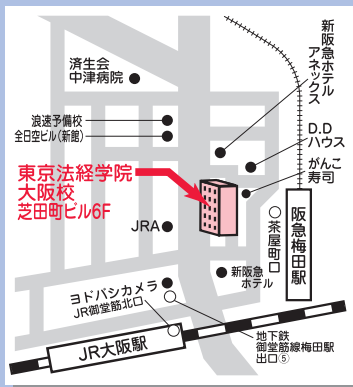 新阪急ホテル
アネックス
済生会
中津病院
浪速予備校
全日空ビル(新館)
D.D
ハウス
がんこ
寿司
東京法経学院
大阪校
芝田町ビル6F
阪急梅田駅
茶屋町口
JRA
新阪急
ホテル
ヨドバシカメラ
JR御堂筋北口
地下鉄
御堂筋線梅田駅
出口⑤
JR大阪駅